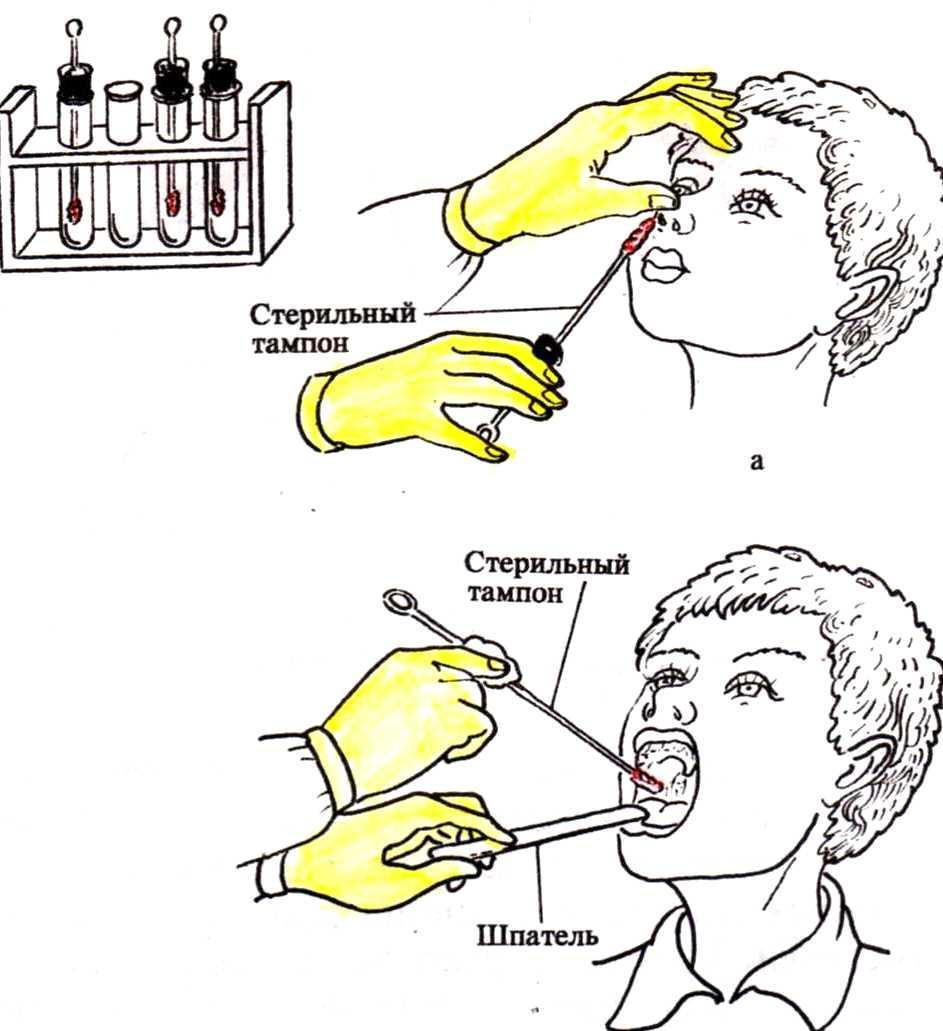 Стерильный
тампон
а
Стерильный
тампон
Шпатель